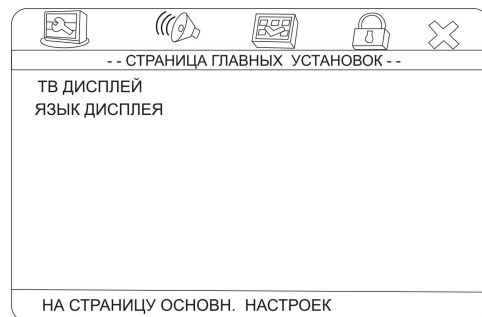 - - СТРАНИЦА ГЛАВНЫХ УСТАНОВОК - -
ТВ ДИСПЛЕЙ
ЯЗЫК ДИСПЛЕЯ
НА СТРАНИЦУ ОСНОВН. НАСТРОЕК